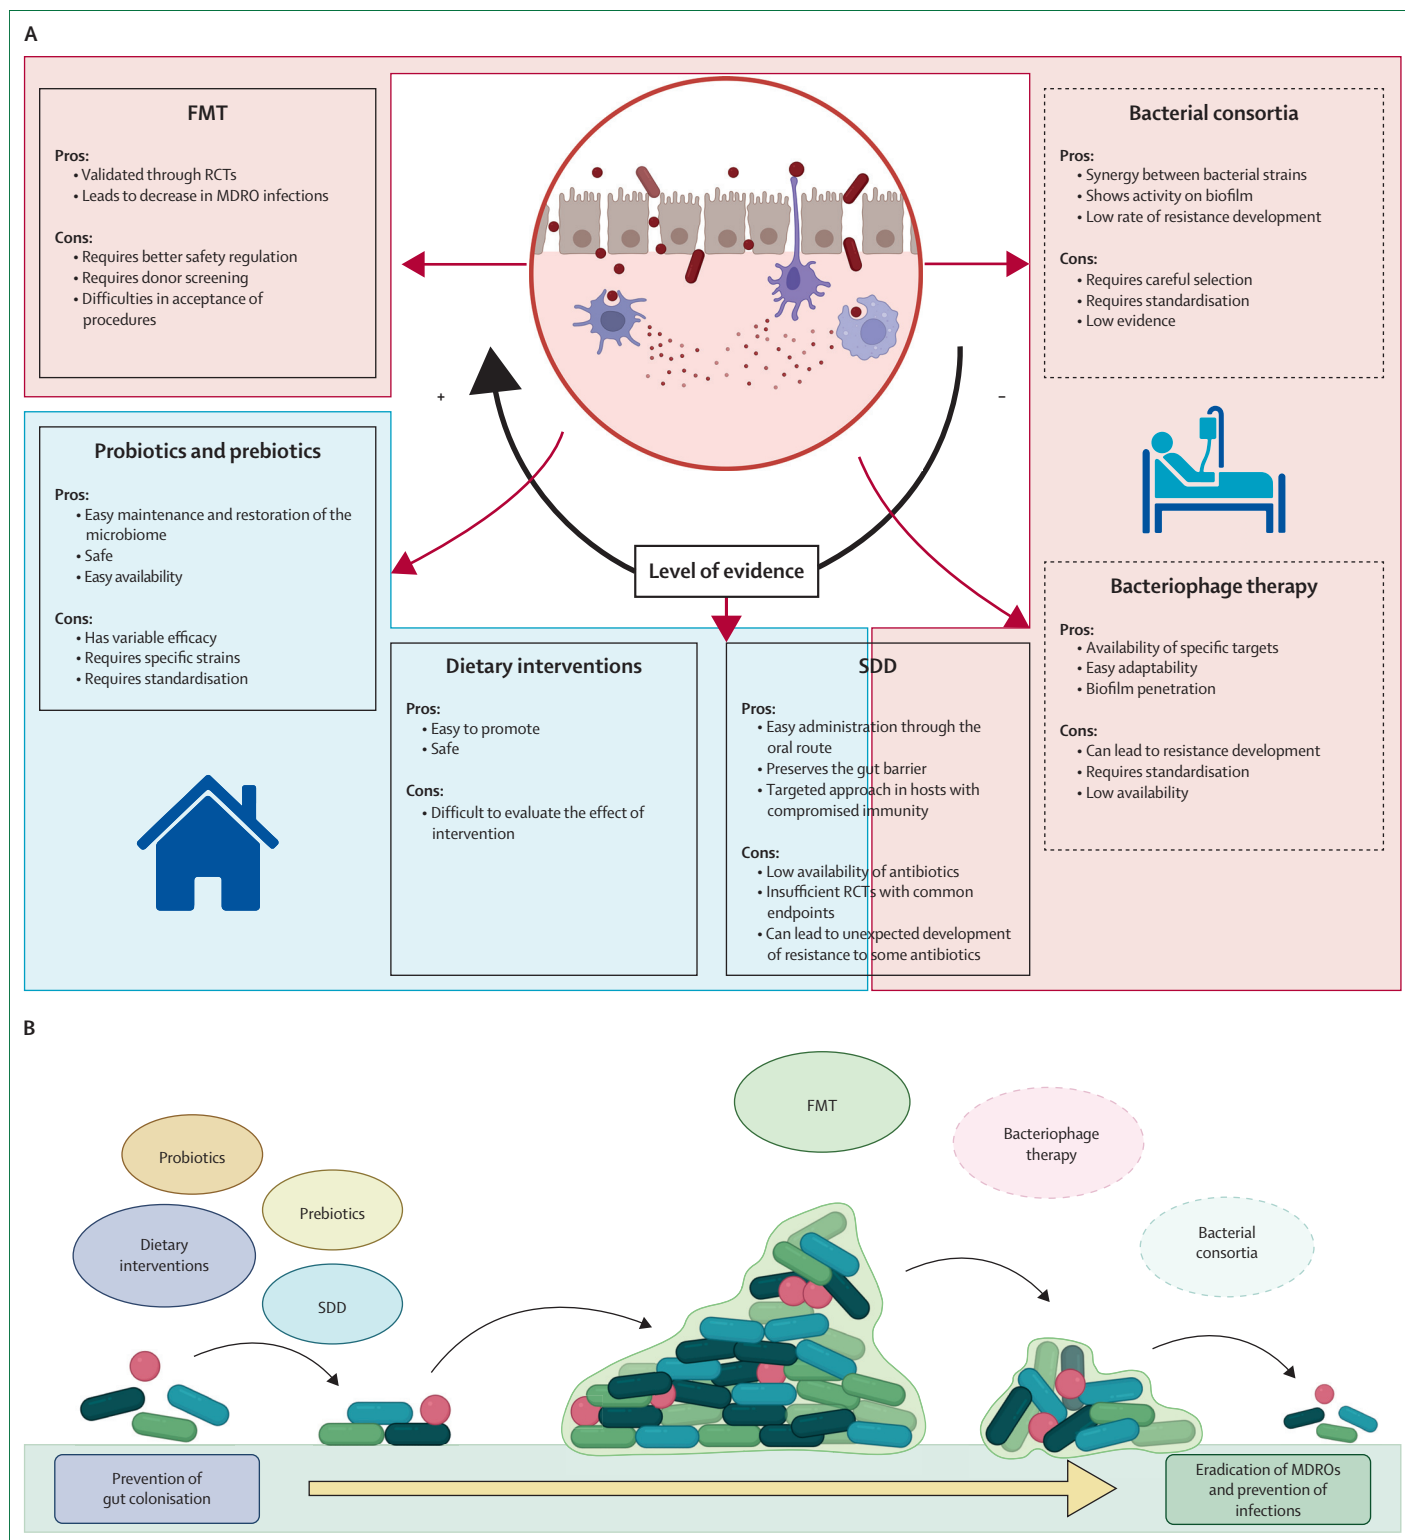 A
FMT
Pros:
• Validated through RCTs
• Leads to decrease in MDRO infections
Cons:
• Requires better safety regulation
• Requires donor screening
• Difficulties in acceptance of
procedures
Bacterial consortia
Pros:
• Synergy between bacterial strains
• Shows activity on biofilm
• Low rate of resistance development
Cons:
• Requires careful selection
• Requires standardisation
• Low evidence
+
–
Level of evidence
Probiotics and prebiotics
Pros:
• Easy maintenance and restoration of the
microbiome
• Safe
• Easy availability
Cons:
• Has variable efficacy
• Requires specific strains
• Requires standardisation
Dietary interventions
Pros:
• Easy to promote
• Safe
Cons:
• Difficult to evaluate the effect of
intervention
SDD
Pros:
• Easy administration through the
oral route
• Preserves the gut barrier
• Targeted approach in hosts with
compromised immunity
Cons:
• Low availability of antibiotics
• Insufficient RCTs with common
endpoints
• Can lead to unexpected development
of resistance to some antibiotics
Bacteriophage therapy
Pros:
• Availability of specific targets
• Easy adaptability
• Biofilm penetration
Cons:
• Can lead to resistance development
• Requires standardisation
• Low availability
B
Probiotics
Prebiotics
Dietary
interventions
SDD
FMT
Bacteriophage
therapy
Bacterial
consortia
Prevention of
gut colonisation
Eradication of MDROs
and prevention of
infections